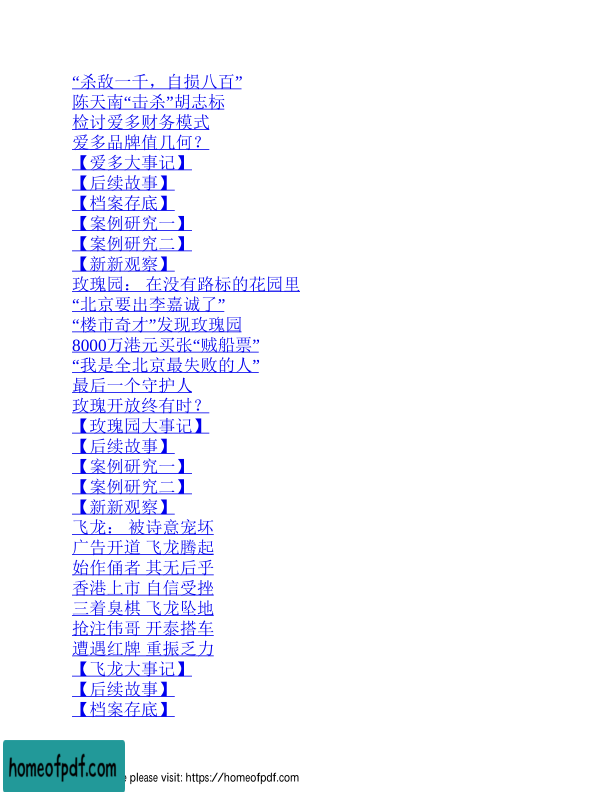 “杀敌一千，自损八百”
陈天南“击杀”胡志标
检讨爱多财务模式
爱多品牌值几何？
【爱多大事记】
【后续故事】
【档案存底】
【案例研究一】
【案例研究二】
【新新观察】
玫瑰园： 在没有路标的花园里
“北京要出李嘉诚了”
“楼市奇才”发现玫瑰园
8000万港元买张“贼船票”
“我是全北京最失败的人”
最后一个守护人
玫瑰开放终有时？
【玫瑰园大事记】
【后续故事】
【案例研究一】
【案例研究二】
【新新观察】
飞龙： 被诗意宠坏
广告开道 飞龙腾起
始作俑者 其无后乎
香港上市 自信受挫
三着臭棋 飞龙坠地
抢注伟哥 开泰搭车
遭遇红牌 重振乏力
【飞龙大事记】
【后续故事】
【档案存底】
homeofpdf.com
e please visit: https://homeofpdf.com